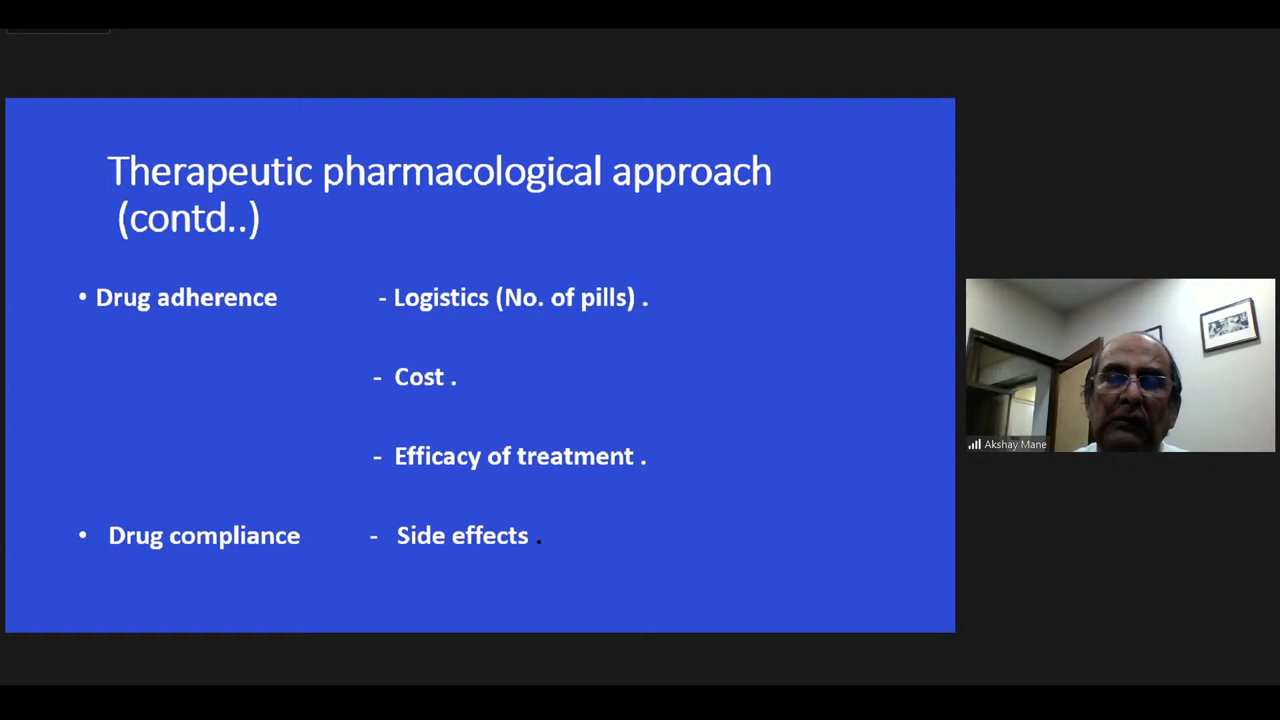 Therapeutic pharmacological approach
(contd..)
• Drug adherence - Logistics (No. of pills) .
- Cost .
- Efficacy of treatment .
• Drug compliance - Side effects .
Akshay Mane